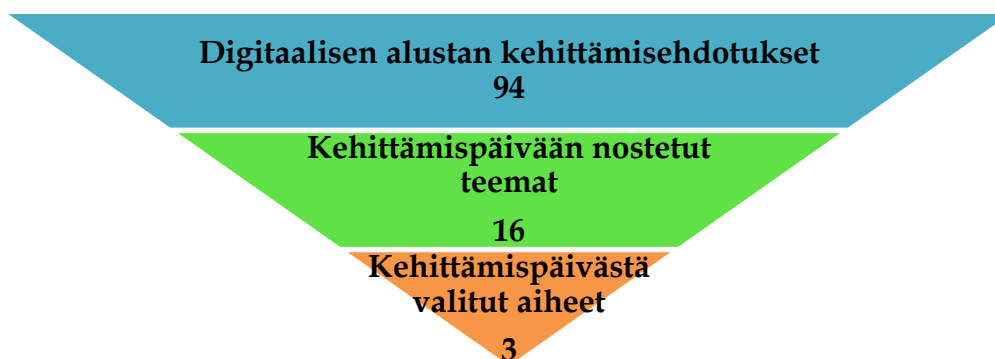 Digitaalisen alustan kehittämisehdotukset
94
Kehittämispäivään nostetut
teemat
16
Kehittämispäivästä
valitut aiheet
3